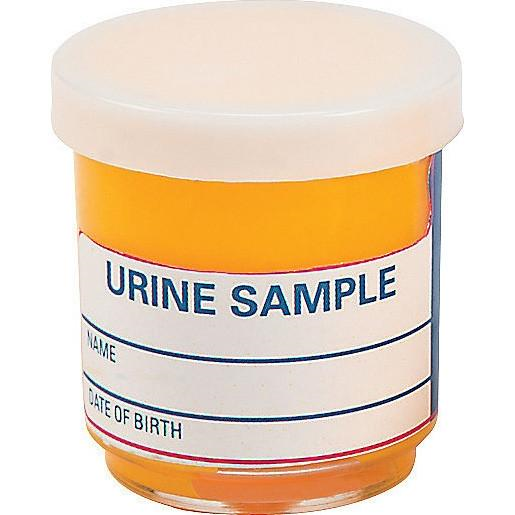 URINE SAMPLE
NAME
DATE OF BIRTH